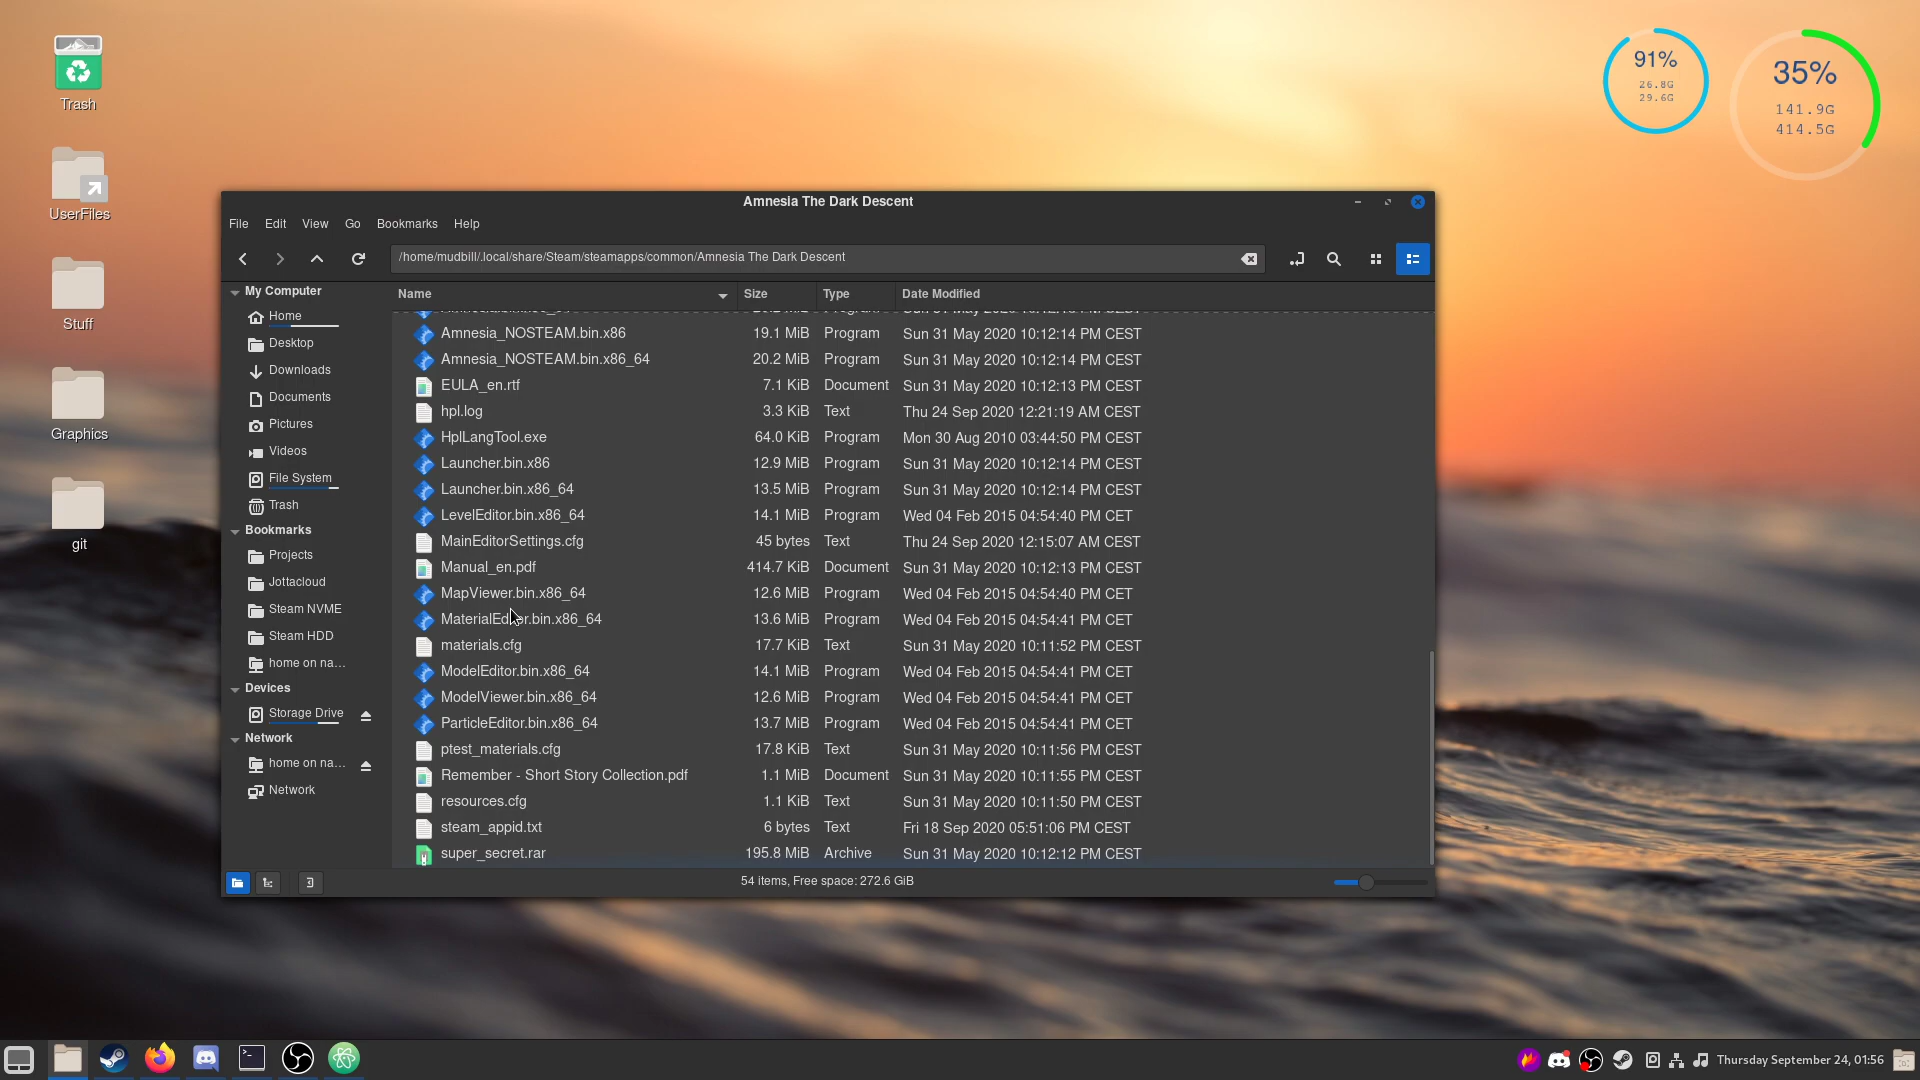 Trash
UserFiles
Stuff
Graphics
git
91%
26.8G
29.6G
35%
141.9G
414.5G
Amnesia The Dark Descent
File Edit View Go Bookmarks Help
/home/mudbill/.local/share/Steam/steamapps/common/Amnesia The Dark Descent
My Computer
Home
Desktop
Downloads
Documents
Pictures
Videos
File System
Trash
Bookmarks
Projects
Jottacloud
Steam NVME
Steam HDD
home on na...
Devices
Storage Drive
Network
home on na...
Network
Name Size Type Date Modified
Amnesia_NOSTEAM.bin.x86 19.1 MiB Program Sun 31 May 2020 10:12:14 PM CEST
Amnesia_NOSTEAM.bin.x86_64 20.2 MiB Program Sun 31 May 2020 10:12:14 PM CEST
EULA_en.rtf 7.1 KiB Document Sun 31 May 2020 10:12:13 PM CEST
hpl.log 3.3 KiB Text Thu 24 Sep 2020 12:21:19 AM CEST
HplLangTool.exe 64.0 KiB Program Mon 30 Aug 2010 03:44:50 PM CEST
Launcher.bin.x86 12.9 MiB Program Sun 31 May 2020 10:12:14 PM CEST
Launcher.bin.x86_64 13.5 MiB Program Sun 31 May 2020 10:12:14 PM CEST
LevelEditor.bin.x86_64 14.1 MiB Program Wed 04 Feb 2015 04:54:40 PM CET
MainEditorSettings.cfg 45 bytes Text Thu 24 Sep 2020 12:15:07 AM CEST
Manual_en.pdf 414.7 KiB Document Sun 31 May 2020 10:12:13 PM CEST
MapViewer.bin.x86_64 12.6 MiB Program Wed 04 Feb 2015 04:54:40 PM CET
MaterialEditor.bin.x86_64 13.6 MiB Program Wed 04 Feb 2015 04:54:41 PM CET
materials.cfg 17.7 KiB Text Sun 31 May 2020 10:11:52 PM CEST
ModelEditor.bin.x86_64 14.1 MiB Program Wed 04 Feb 2015 04:54:41 PM CET
ModelViewer.bin.x86_64 12.6 MiB Program Wed 04 Feb 2015 04:54:41 PM CET
ParticleEditor.bin.x86_64 13.7 MiB Program Wed 04 Feb 2015 04:54:41 PM CET
ptest_materials.cfg 17.8 KiB Text Sun 31 May 2020 10:11:56 PM CEST
Remember - Short Story Collection.pdf 1.1 MiB Document Sun 31 May 2020 10:11:55 PM CEST
resources.cfg 1.1 KiB Text Sun 31 May 2020 10:11:50 PM CEST
steam_appid.txt 6 bytes Text Fri 18 Sep 2020 05:51:06 PM CEST
super_secret.rar 195.8 MiB Archive Sun 31 May 2020 10:12:12 PM CEST
54 items, Free space: 272.6 GiB
Thursday September 24, 01:56